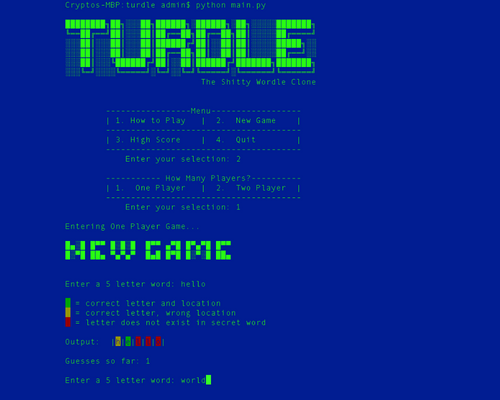 Cryptos-MBP:turdle admin$ python main.py
TURDLE
The Shitty Wordle Clone
-----------------Menu------------------
| 1. How to Play | 2. New Game |
---------------------------------------
| 3. High Score | 4. Quit |
---------------------------------------
Enter your selection: 2
----------- How Many Players?----------
| 1. One Player | 2. Two Player |
---------------------------------------
Enter your selection: 1
Entering One Player Game...
NEW GAME
Enter a 5 letter word: hello
= correct letter and location
= correct letter, wrong location
= letter does not exist in secret word
Output: |h|e|l|l|o|
Guesses so far: 1
Enter a 5 letter word: world